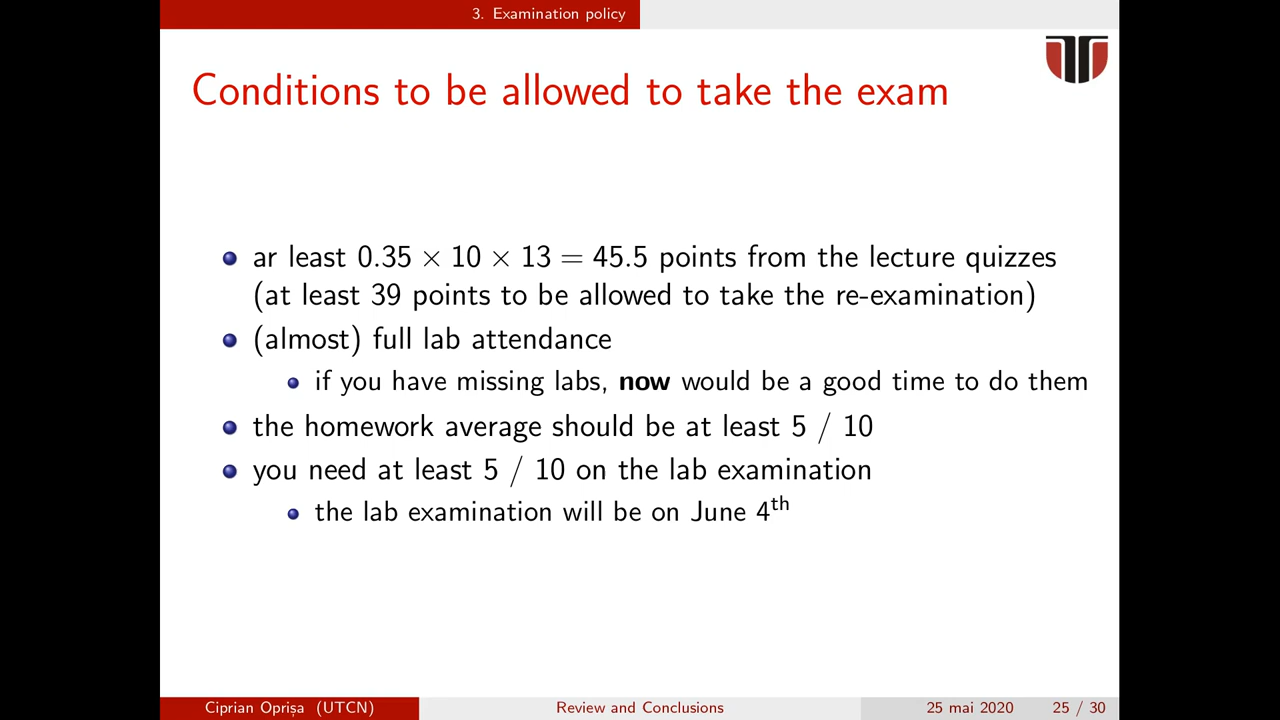 3. Examination policy
Conditions to be allowed to take the exam
ar least 0.35 × 10 × 13 = 45.5 points from the lecture quizzes
(at least 39 points to be allowed to take the re-examination)
(almost) full lab attendance
if you have missing labs, now would be a good time to do them
the homework average should be at least 5 / 10
you need at least 5 / 10 on the lab examination
the lab examination will be on June 4th
Ciprian Oprișa (UTCN) Review and Conclusions 25 mai 2020 25 / 30